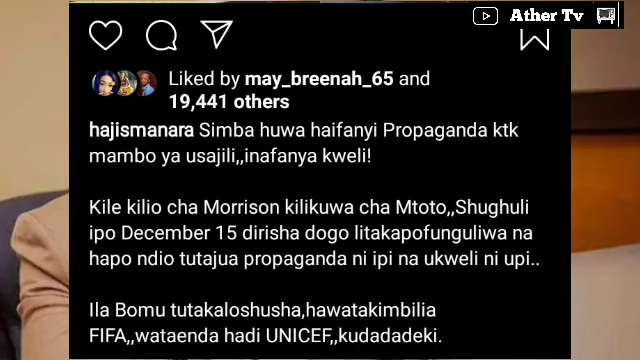 Ather Tv
Liked by may_breenah_65 and
19,441 others
hajismanara Simba huwa haifanyi Propaganda ktk
mambo ya usajili,,inafanya kweli!
Kile kilio cha Morrison kilikuwa cha Mtoto,,Shughuli
ipo December 15 dirisha dogo litakapofunguliwa na
hapo ndio tutajua propaganda ni ipi na ukweli ni upi..
Ila Bomu tutakaloshusha,hawatakimbilia
FIFA,,wataenda hadi UNICEF,,kudadadeki.